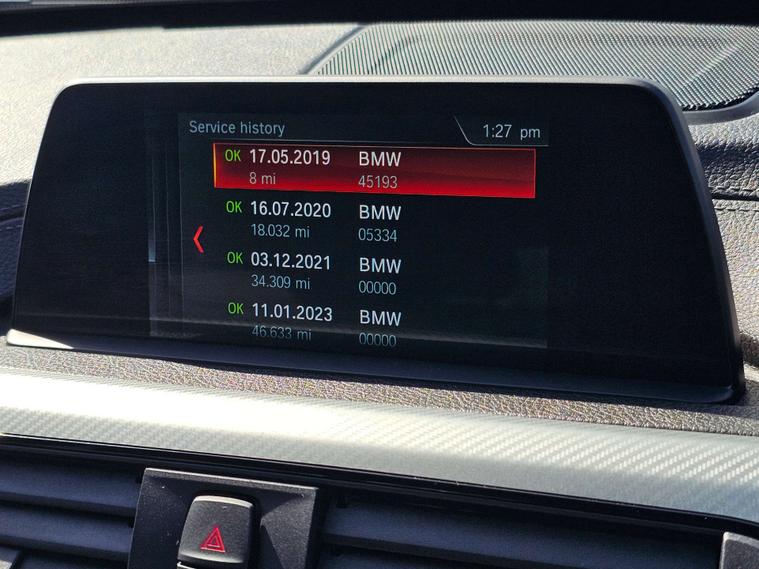 Service history 1:27 pm
OK 17.05.2019 BMW
8 mi 45193
OK 16.07.2020 BMW
18.032 mi 05334
OK 03.12.2021 BMW
34.309 mi 00000
OK 11.01.2023 BMW
46.633 mi 00000